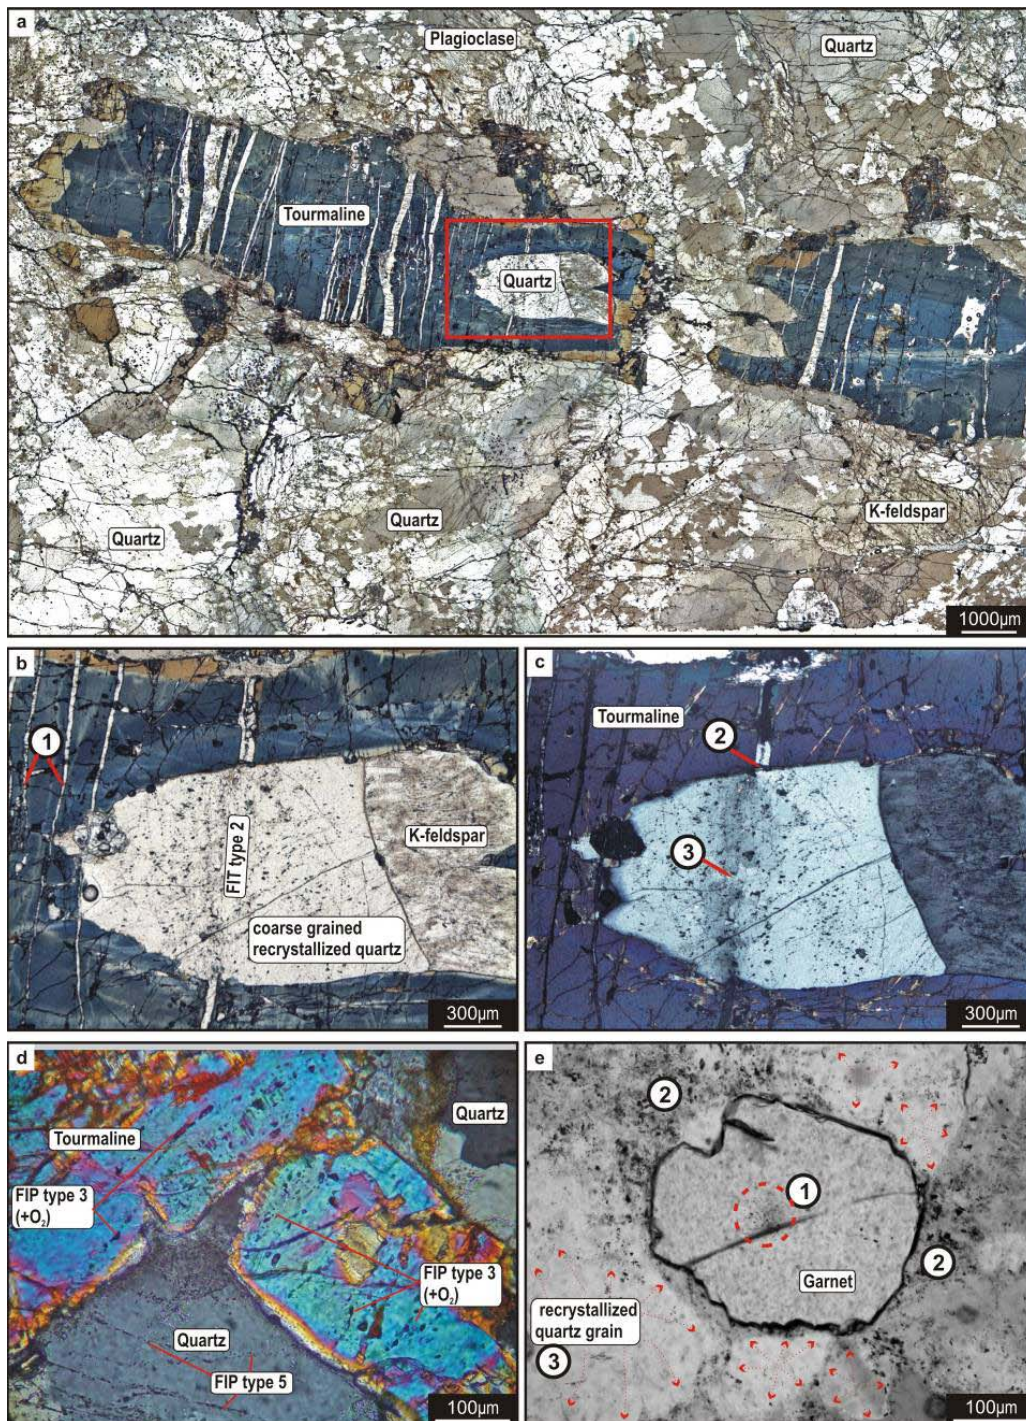 a
Plagioclase
Quartz
Tourmaline
Quartz
Quartz
Quartz
K-feldspar
1000µm
b
1
FIT type 2
K-feldspar
coarse grained
recrystallized quartz
300µm
c
Tourmaline
2
3
300µm
d
Quartz
Tourmaline
FIP type 3
(+O₂)
FIP type 3
(+O₂)
Quartz
FIP type 5
100µm
e
2
1
2
Garnet
recrystallized
quartz grain
3
100µm